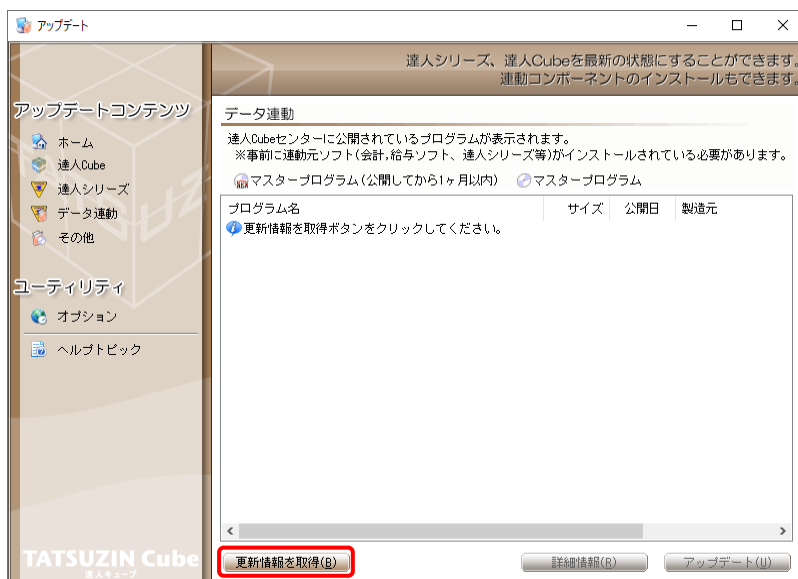 アップデート
達人シリーズ、達人Cubeを最新の状態にすることができます。
連動コンポーネントのインストールもできます。
アップデートコンテンツ
ホーム
達人Cube
達人シリーズ
データ連動
その他
ユーティリティ
オプション
ヘルプトピック
TATSUZIN Cube
達人キューブ
データ連動
達人Cubeセンターに公開されているプログラムが表示されます。
※事前に連動元ソフト(会計,給与ソフト、達人シリーズ等)がインストールされている必要があります。
NEW マスタープログラム(公開してから1ヶ月以内) マスタープログラム
プログラム名 サイズ 公開日 製造元
更新情報を取得ボタンをクリックしてください。
更新情報を取得(B) 詳細情報(R) アップデート(U)